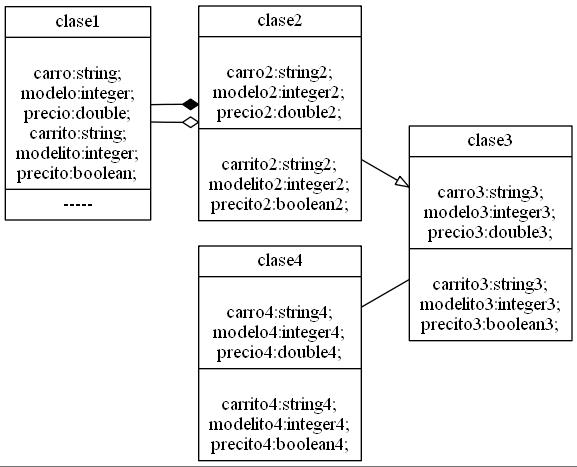 clase1
carro:string;
modelo:integer;
precio:double;
carrito:string;
modelito:integer;
precito:boolean;
-----
clase2
carro2:string2;
modelo2:integer2;
precio2:double2;
carrito2:string2;
modelito2:integer2;
precito2:boolean2;
clase3
carro3:string3;
modelo3:integer3;
precio3:double3;
carrito3:string3;
modelito3:integer3;
precito3:boolean3;
clase4
carro4:string4;
modelo4:integer4;
precio4:double4;
carrito4:string4;
modelito4:integer4;
precito4:boolean4;